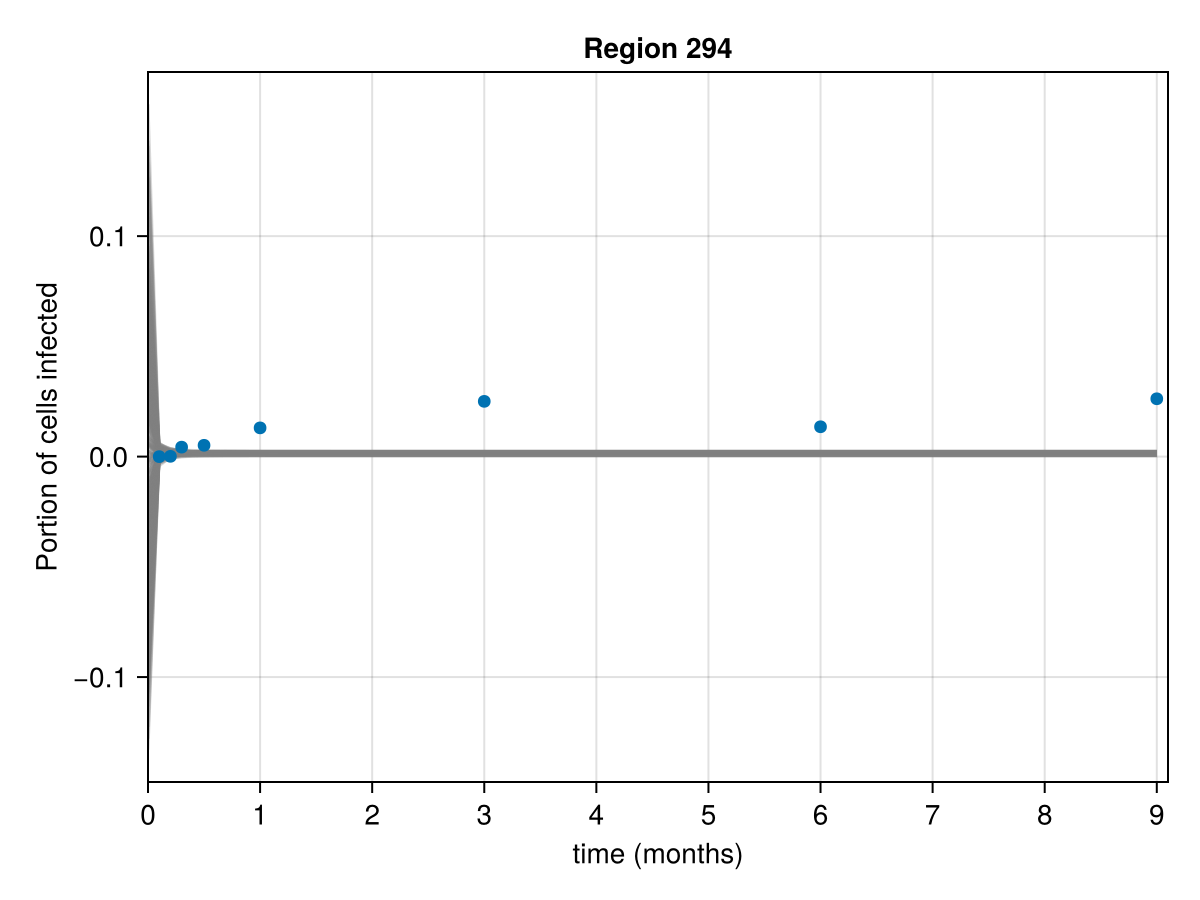 Region 294
Portion of cells infected
0.1
0.0
−0.1
0 1 2 3 4 5 6 7 8 9
time (months)